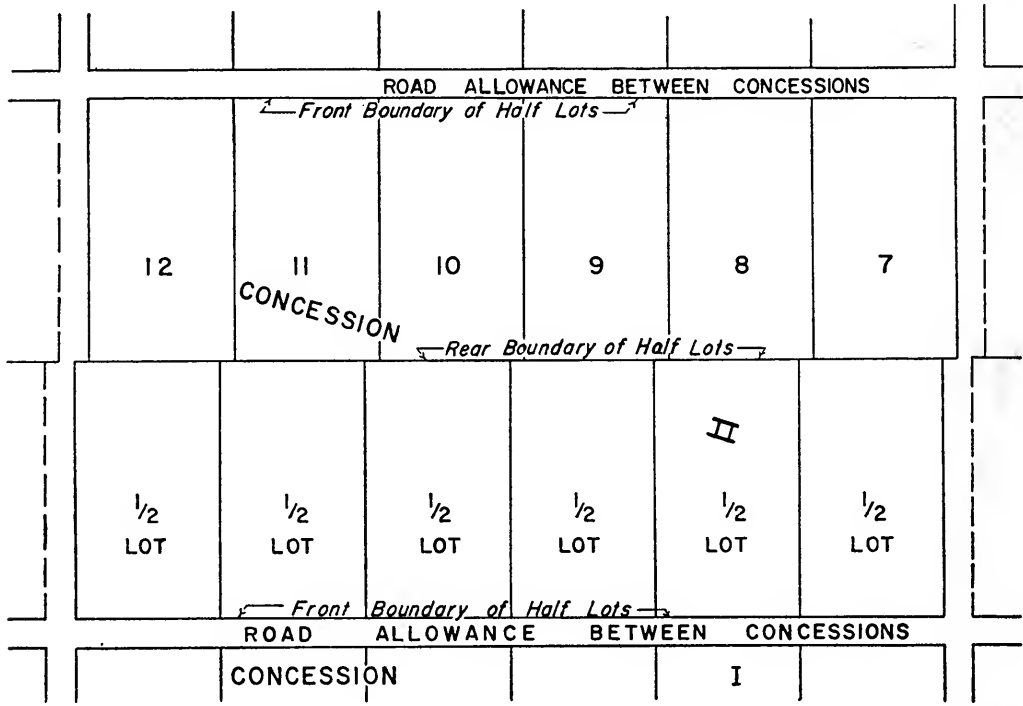 ROAD ALLOWANCE BETWEEN CONCESSIONS
Front Boundary of Half Lots
12 11 10 9 8 7
CONCESSION
Rear Boundary of Half Lots
II
1/2 1/2 1/2 1/2 1/2 1/2
LOT LOT LOT LOT LOT LOT
Front Boundary of Half Lots
ROAD ALLOWANCE BETWEEN CONCESSIONS
CONCESSION I